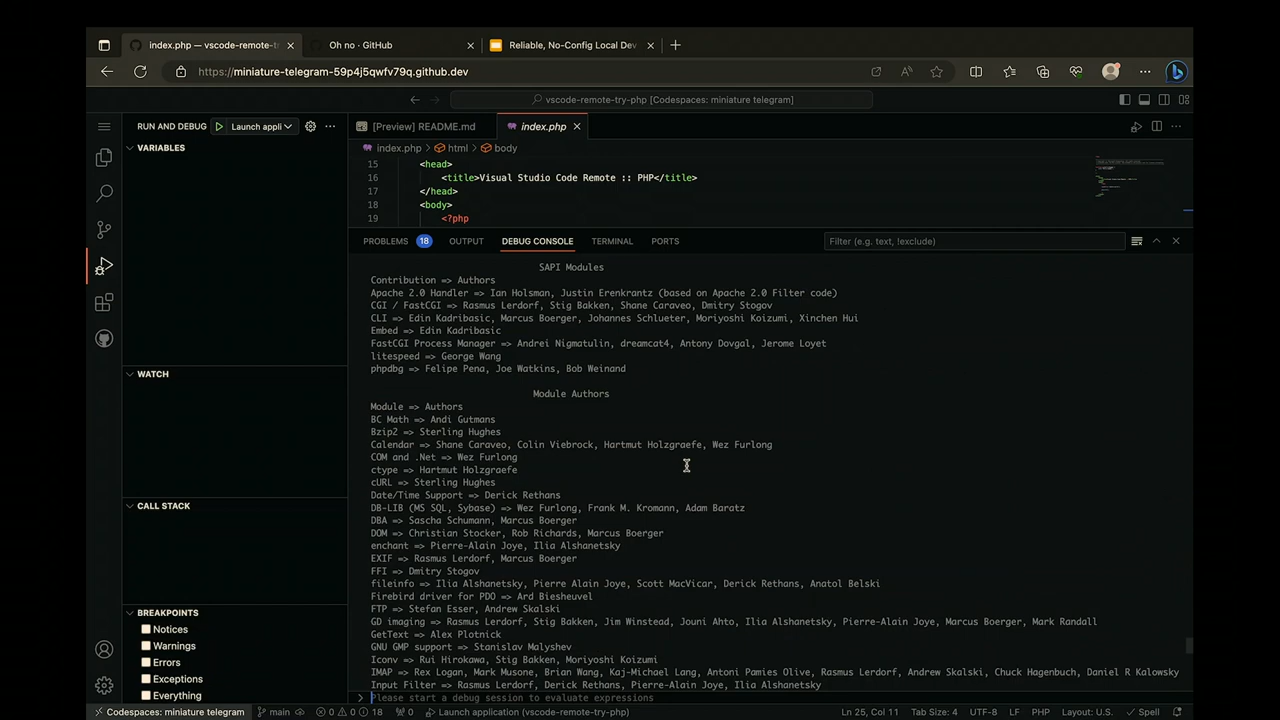 index.php — vscode-remote-t
Oh no · GitHub
Reliable, No-Config Local Dev
https://miniature-telegram-59p4j5qwfv79q.github.dev
vscode-remote-try-php [Codespaces: miniature telegram]
RUN AND DEBUG
Launch appli
[Preview] README.md
index.php
VARIABLES
index.php > html > body
15 <head>
16 <title>Visual Studio Code Remote :: PHP</title>
17 </head>
18 <body>
19 <?php
PROBLEMS 18 OUTPUT DEBUG CONSOLE TERMINAL PORTS
Filter (e.g. text, !exclude)
SAPI Modules
Contribution => Authors
Apache 2.0 Handler => Ian Holsman, Justin Erenkrantz (based on Apache 2.0 Filter code)
CGI / FastCGI => Rasmus Lerdorf, Stig Bakken, Shane Caraveo, Dmitry Stogov
CLI => Edin Kadribasic, Marcus Boerger, Johannes Schlueter, Moriyoshi Koizumi, Xinchen Hui
Embed => Edin Kadribasic
FastCGI Process Manager => Andrei Nigmatulin, dreamcat4, Antony Dovgal, Jerome Loyet
litespeed => George Wang
phpdbg => Felipe Pena, Joe Watkins, Bob Weinand
Module Authors
Module => Authors
BC Math => Andi Gutmans
Bzip2 => Sterling Hughes
Calendar => Shane Caraveo, Colin Viebrock, Hartmut Holzgraefe, Wez Furlong
COM and .Net => Wez Furlong
ctype => Hartmut Holzgraefe
cURL => Sterling Hughes
Date/Time Support => Derick Rethans
DB-LIB (MS SQL, Sybase) => Wez Furlong, Frank M. Kromann, Adam Baratz
DBA => Sascha Schumann, Marcus Boerger
DOM => Christian Stocker, Rob Richards, Marcus Boerger
enchant => Pierre-Alain Joye, Ilia Alshanetsky
EXIF => Rasmus Lerdorf, Marcus Boerger
FFI => Dmitry Stogov
fileinfo => Ilia Alshanetsky, Pierre Alain Joye, Scott MacVicar, Derick Rethans, Anatol Belski
Firebird driver for PDO => Ard Biesheuvel
FTP => Stefan Esser, Andrew Skalski
GD imaging => Rasmus Lerdorf, Stig Bakken, Jim Winstead, Jouni Ahto, Ilia Alshanetsky, Pierre-Alain Joye, Marcus Boerger, Mark Randall
GetText => Alex Plotnick
GNU GMP support => Stanislav Malyshev
Iconv => Rui Hirokawa, Stig Bakken, Moriyoshi Koizumi
IMAP => Rex Logan, Mark Musone, Brian Wang, Kaj-Michael Lang, Antoni Pamies Olive, Rasmus Lerdorf, Andrew Skalski, Chuck Hagenbuch, Daniel R Kalowsky
Input Filter => Rasmus Lerdorf, Derick Rethans, Pierre-Alain Joye, Ilia Alshanetsky
Please start a debug session to evaluate expressions
WATCH
CALL STACK
BREAKPOINTS
Notices
Warnings
Errors
Exceptions
Everything
Codespaces: miniature telegram main 0 0 18 0 Launch application (vscode-remote-try-php) Ln 25, Col 11 Tab Size: 4 UTF-8 LF PHP Layout: U.S. Spell